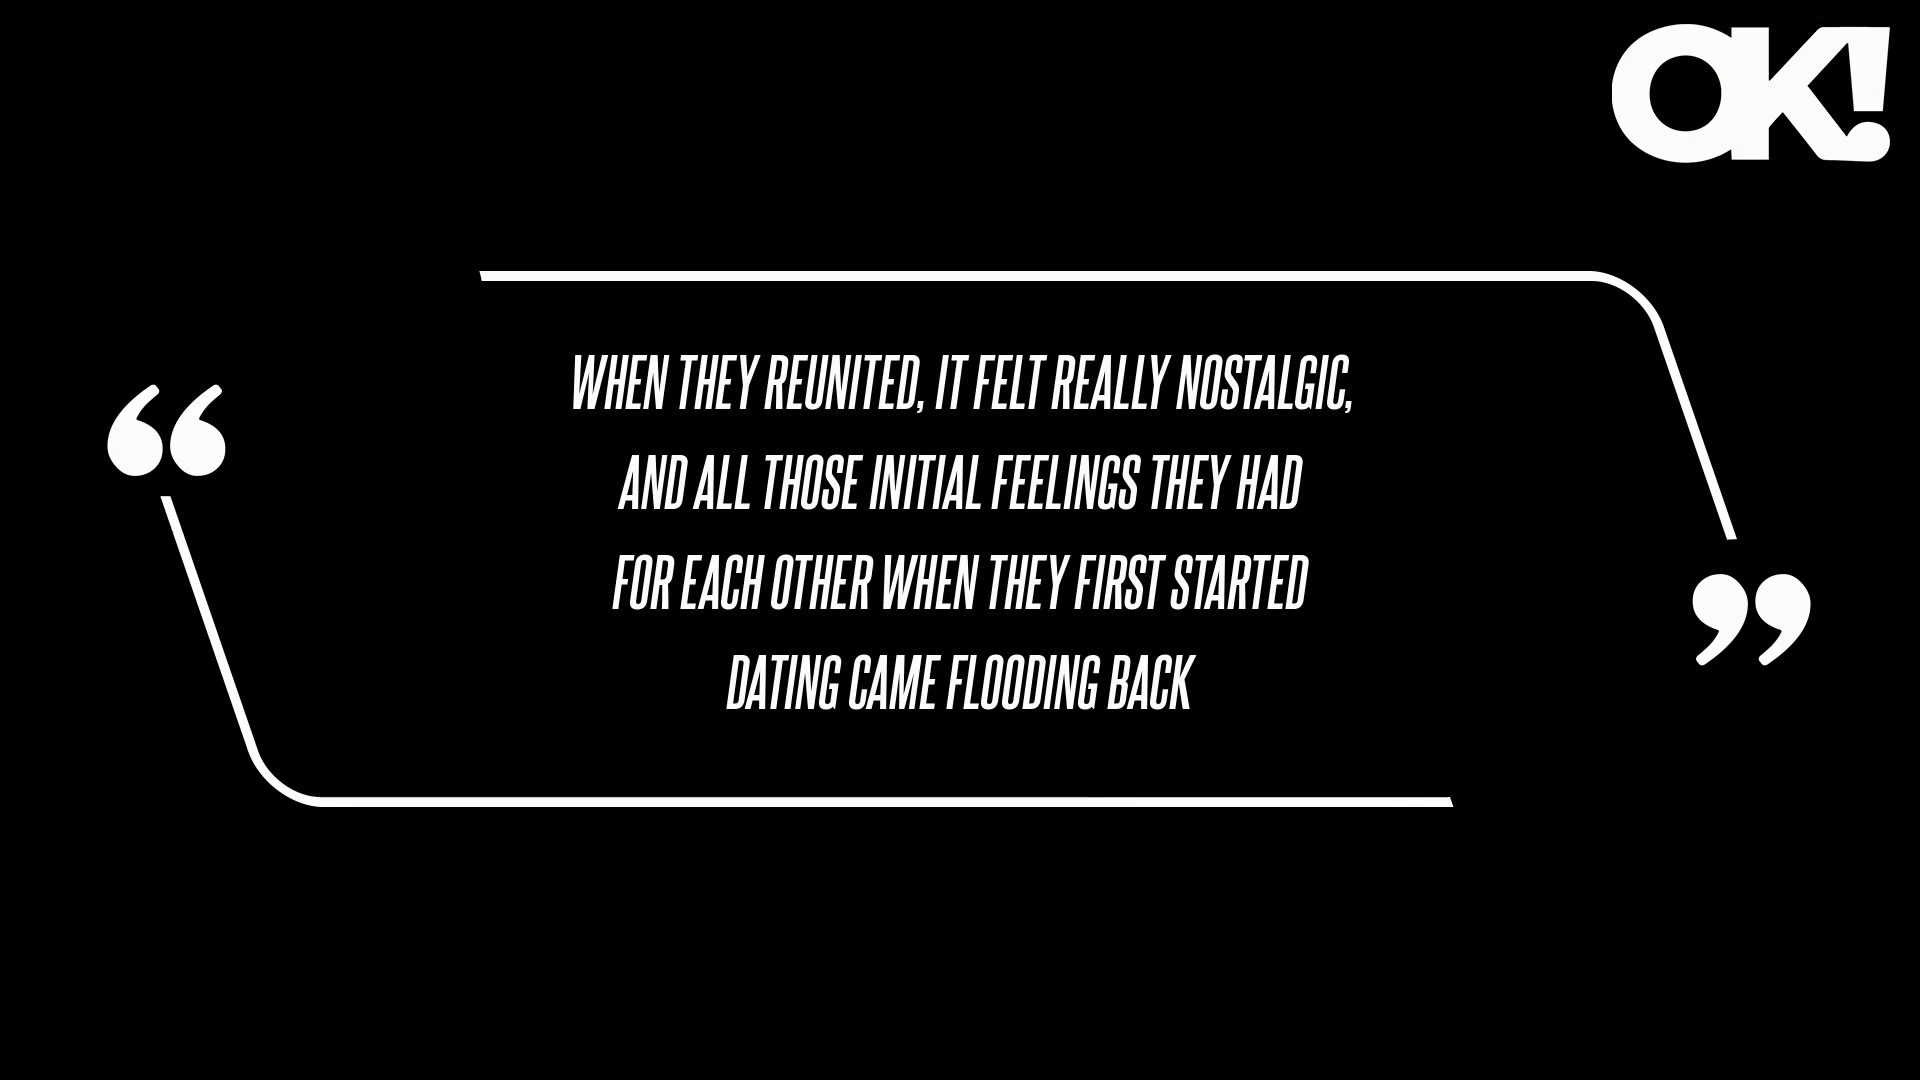 OK!
“
WHEN THEY REUNITED, IT FELT REALLY NOSTALGIC,
AND ALL THOSE INITIAL FEELINGS THEY HAD
FOR EACH OTHER WHEN THEY FIRST STARTED
DATING CAME FLOODING BACK
”